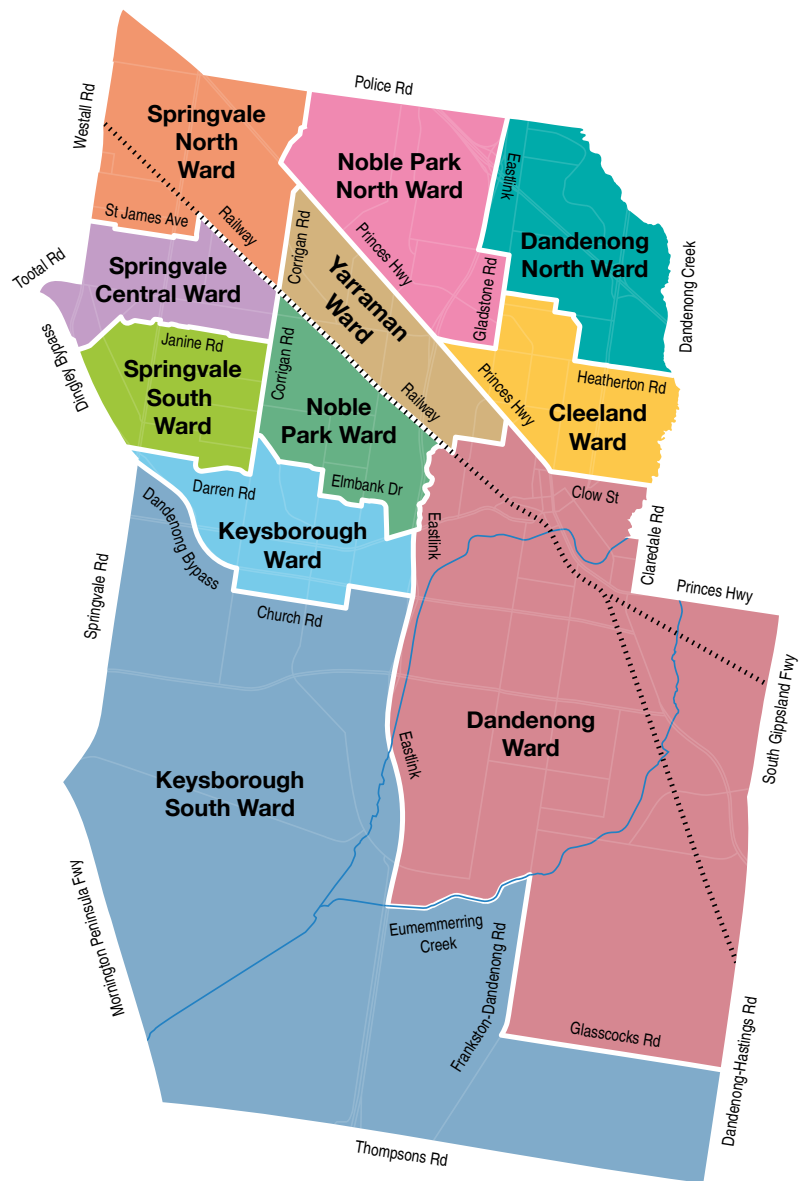 Police Rd
Westall Rd
Springvale
North
Ward
Noble Park
North Ward
Eastlink
St James Ave
Railway
Corrigan Rd
Princes Hwy
Dandenong
North Ward
Dandenong Creek
Tootal Rd
Springvale
Central Ward
Yarraman
Ward
Gladstone Rd
Dingley Bypass
Janine Rd
Corrigan Rd
Springvale
South
Ward
Railway
Princes Hwy
Heatherton Rd
Noble
Park Ward
Cleeland
Ward
Darren Rd
Elmbank Dr
Clow St
Dandenong Bypass
Keysborough
Ward
Eastlink
Claredale Rd
Springvale Rd
Church Rd
Princes Hwy
South Gippsland Fwy
Dandenong
Ward
Eastlink
Keysborough
South Ward
Mornington Peninsula Fwy
Eumemmerring
Creek
Frankston-Dandenong Rd
Glasscocks Rd
Dandenong-Hastings Rd
Thompsons Rd